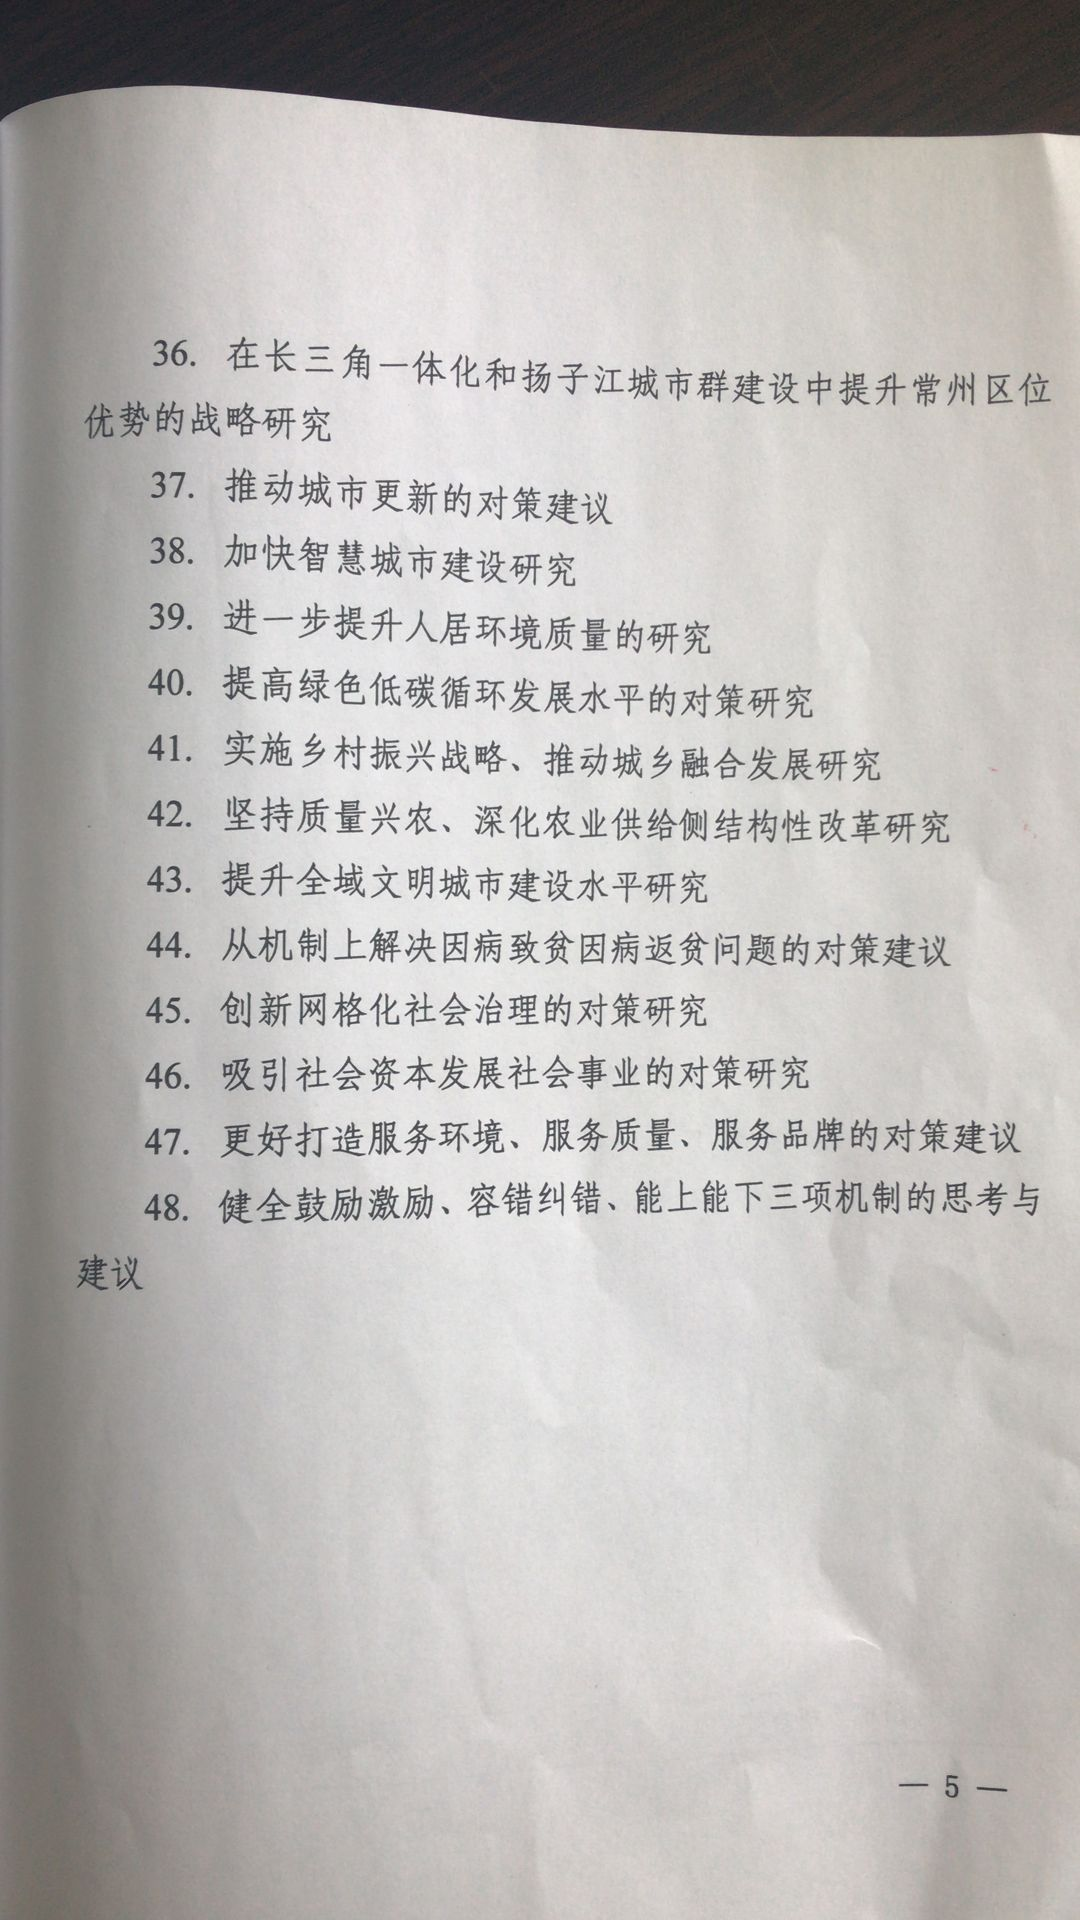 36. 在长三角一体化和扬子江城市群建设中提升常州区位
优势的战略研究
37. 推动城市更新的对策建议
38. 加快智慧城市建设研究
39. 进一步提升人居环境质量的研究
40. 提高绿色低碳循环发展水平的对策研究
41. 实施乡村振兴战略、推动城乡融合发展研究
42. 坚持质量兴农、深化农业供给侧结构性改革研究
43. 提升全域文明城市建设水平研究
44. 从机制上解决因病致贫因病返贫问题的对策建议
45. 创新网格化社会治理的对策研究
46. 吸引社会资本发展社会事业的对策研究
47. 更好打造服务环境、服务质量、服务品牌的对策建议
48. 健全鼓励激励、容错纠错、能上能下三项机制的思考与
建议
— 5 —